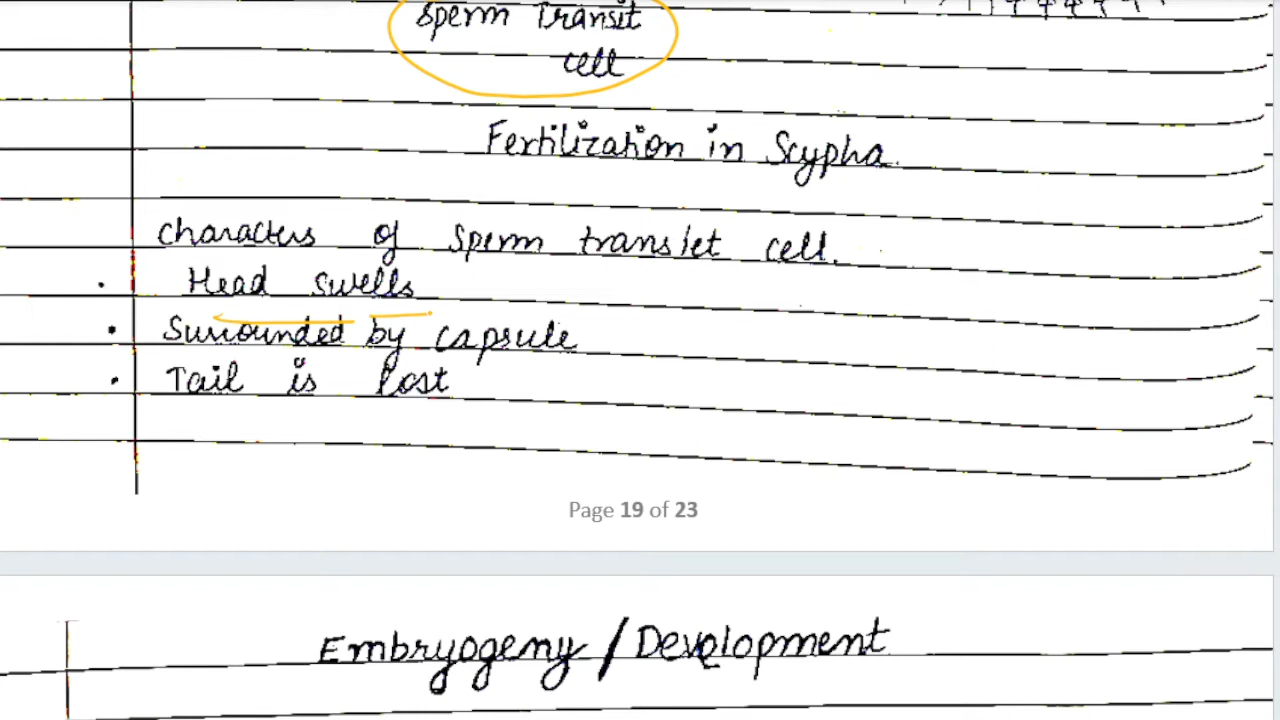 Sperm Transit
cell
Fertilization in Scypha.
characters of Sperm translet cell.
• Head swells
• Surrounded by capsule
• Tail is lost
Page 19 of 23
Embryogeny / Development